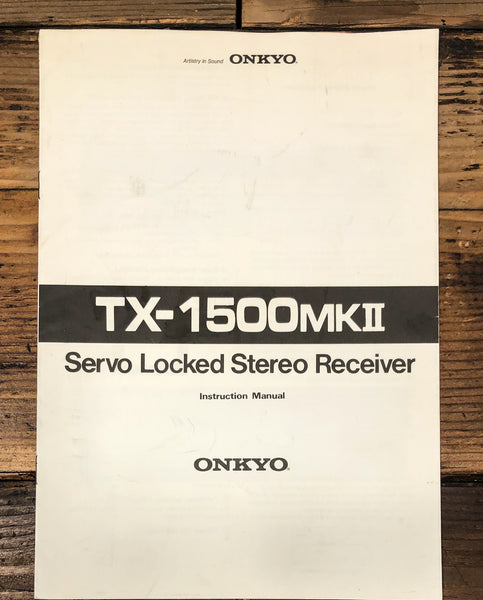 Artistry in Sound ONKYO.
TX-1500MKII
Servo Locked Stereo Receiver
Instruction Manual
ONKYO.